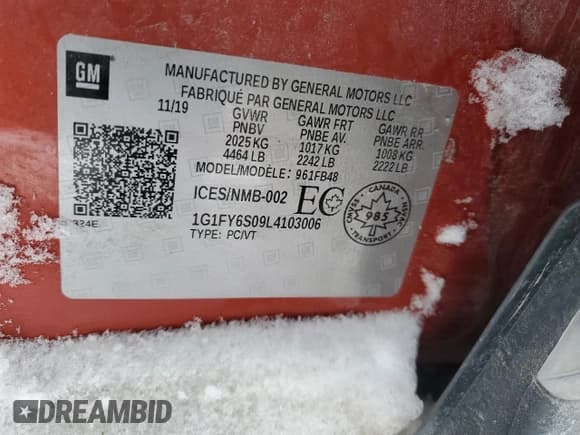 GM
MANUFACTURED BY GENERAL MOTORS LLC
FABRIQUÉ PAR GENERAL MOTORS LLC
11/19
GVWR
PNBV
2025 KG
4464 LB
GAWR FRT
PNBE AV.
1017 KG
2242 LB
GAWR RR
PNBE ARR.
1008 KG
2222 LB
MODEL/MODÈLE: 961FB48
ICES/NMB-002
EC
CANADA
985
TRANSPORT
1G1FY6S09L4103006
TYPE: PC/VT
324E
DREAMBID